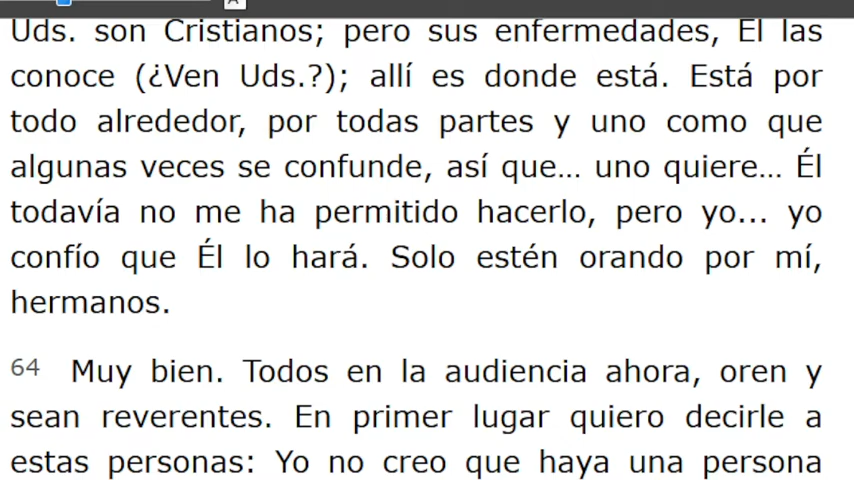 Uds. son Cristianos; pero sus enfermedades, Él las
conoce (¿Ven Uds.?); allí es donde está. Está por
todo alrededor, por todas partes y uno como que
algunas veces se confunde, así que... uno quiere... Él
todavía no me ha permitido hacerlo, pero yo... yo
confío que Él lo hará. Solo estén orando por mí,
hermanos.
64 Muy bien. Todos en la audiencia ahora, oren y
sean reverentes. En primer lugar quiero decirle a
estas personas: Yo no creo que haya una persona